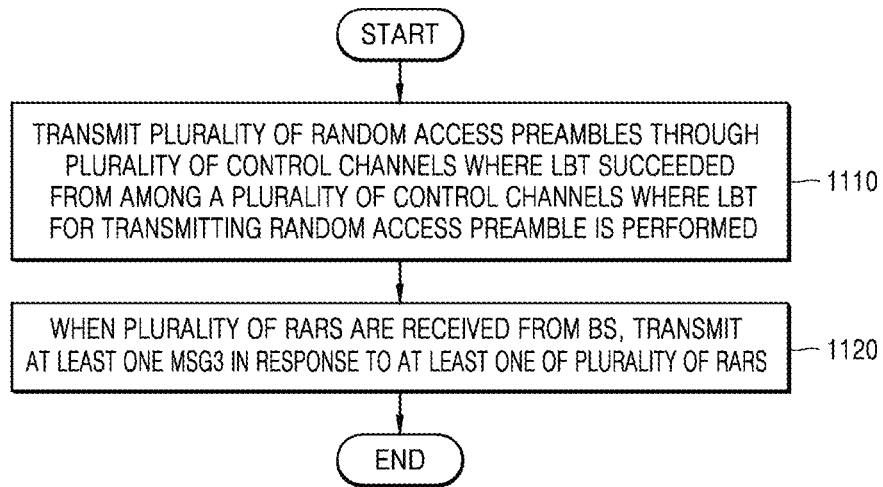 START
TRANSMIT PLURALITY OF RANDOM ACCESS PREAMBLES THROUGH
PLURALITY OF CONTROL CHANNELS WHERE LBT SUCCEEDED
FROM AMONG A PLURALITY OF CONTROL CHANNELS WHERE LBT
FOR TRANSMITTING RANDOM ACCESS PREAMBLE IS PERFORMED
1110
WHEN PLURALITY OF RARS ARE RECEIVED FROM BS, TRANSMIT
AT LEAST ONE MSG3 IN RESPONSE TO AT LEAST ONE OF PLURALITY OF RARS
1120
END